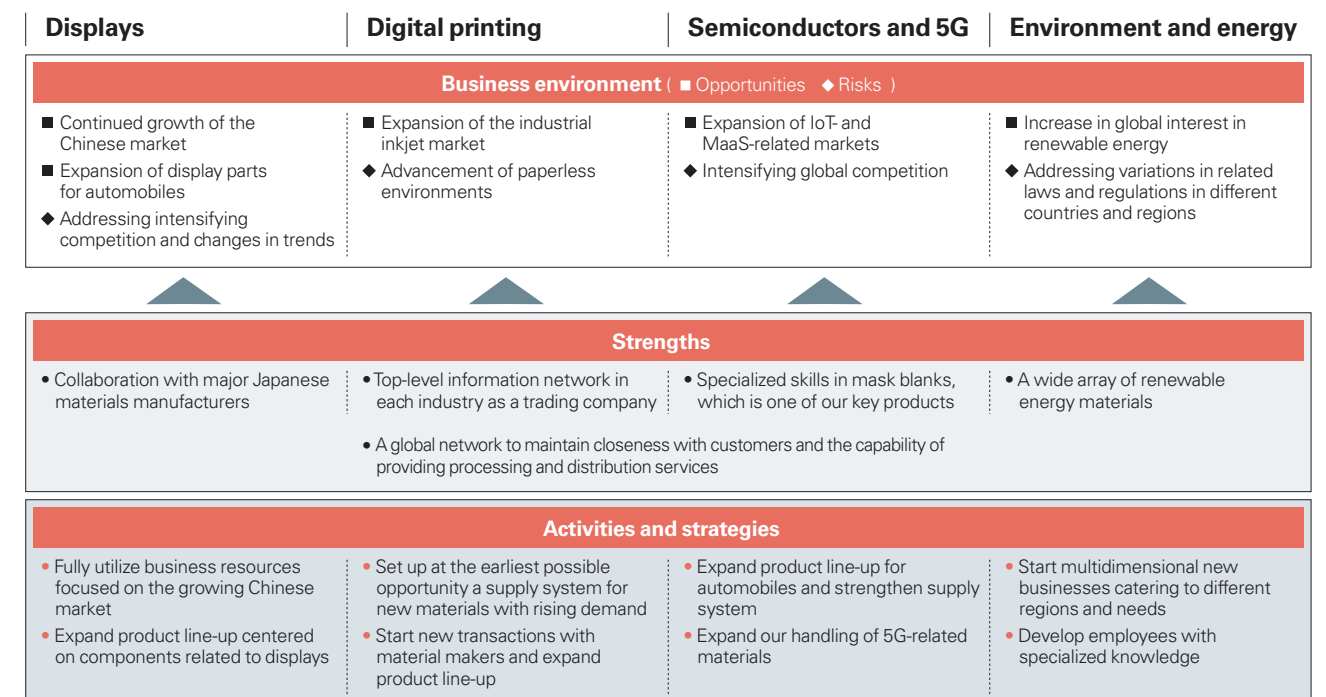 Displays
Digital printing
Semiconductors and 5G
Environment and energy
Business environment ( ■ Opportunities ◆ Risks )
■ Continued growth of the
Chinese market
■ Expansion of display parts
for automobiles
◆ Addressing intensifying
competition and changes in trends
■ Expansion of the industrial
inkjet market
◆ Advancement of paperless
environments
■ Expansion of IoT- and
MaaS-related markets
◆ Intensifying global competition
■ Increase in global interest in
renewable energy
◆ Addressing variations in related
laws and regulations in different
countries and regions
Strengths
• Collaboration with major Japanese
materials manufacturers
• Top-level information network in
each industry as a trading company
• Specialized skills in mask blanks,
which is one of our key products
• A wide array of renewable
energy materials
• A global network to maintain closeness with customers and the capability of
providing processing and distribution services
Activities and strategies
• Fully utilize business resources
focused on the growing Chinese
market
• Expand product line-up centered
on components related to displays
• Set up at the earliest possible
opportunity a supply system for
new materials with rising demand
• Start new transactions with
material makers and expand
product line-up
• Expand product line-up for
automobiles and strengthen supply
system
• Expand our handling of 5G-related
materials
• Start multidimensional new
businesses catering to different
regions and needs
• Develop employees with
specialized knowledge